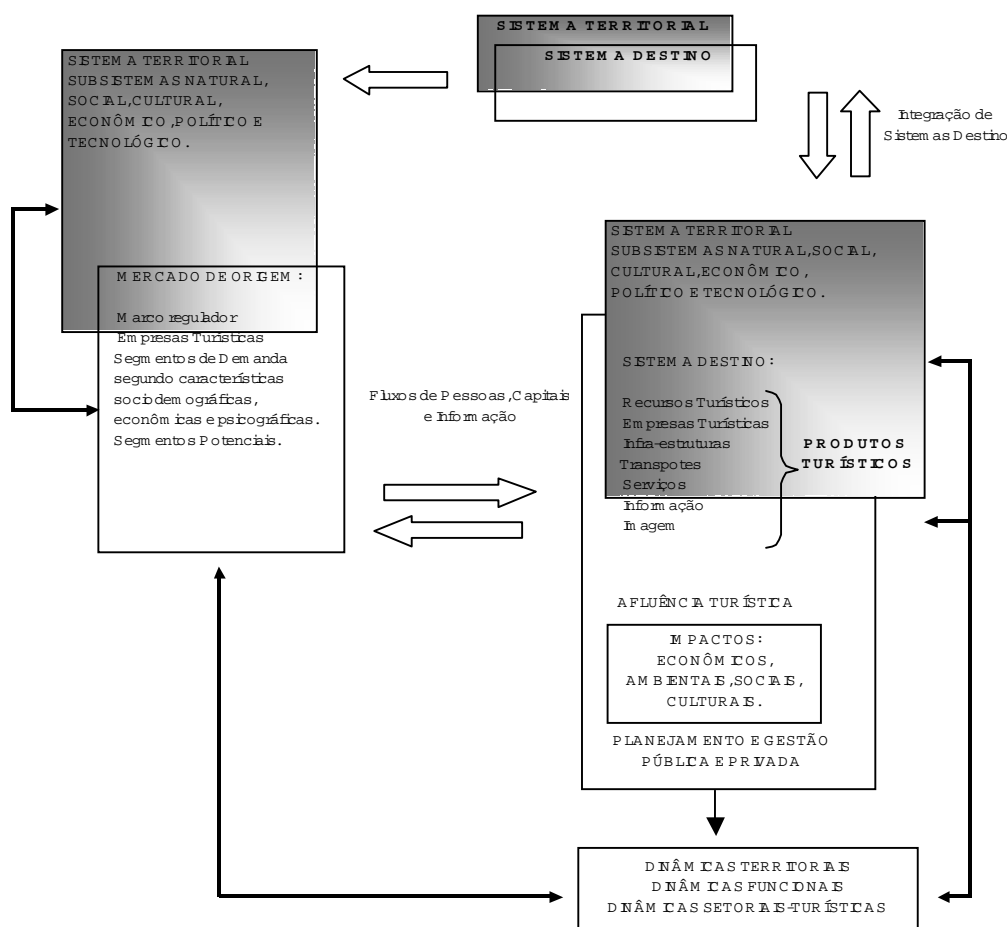 SISTEMA TERRITORIAL
SISTEMA DESTINO
SISTEMA TERRITORIAL
SUBSISTEMAS NATURAL,
SOCIAL, CULTURAL,
ECONÔMICO, POLÍTICO E
TECNOLÓGICO.
Integração de
Sistemas Destino
MERCADO DE ORIGEM:
Marco regulador
Empresas Turísticas
Segmentos de Demanda
segundo características
sociodemográficas,
econômicas e psicográficas.
Segmentos Potenciais.
Fluxos de Pessoas, Capitais
e Informação
SISTEMA TERRITORIAL
SUBSISTEMAS NATURAL, SOCIAL,
CULTURAL, ECONÔMICO,
POLÍTICO E TECNOLÓGICO.
SISTEMA DESTINO:
Recursos Turísticos
Empresas Turísticas
Infra-estruturas
Transpotes
Serviços
Informação
Imagem
PRODUTOS
TURÍSTICOS
AFLUÊNCIA TURÍSTICA
IMPACTOS:
ECONÔMICOS,
AMBIENTAIS, SOCIAIS,
CULTURAIS.
PLANEJAMENTO E GESTÃO
PÚBLICA E PRIVADA
DINÂMICAS TERRITORIAIS
DINÂMICAS FUNCIONAIS
DINÂMICAS SETORIAIS-TURÍSTICAS